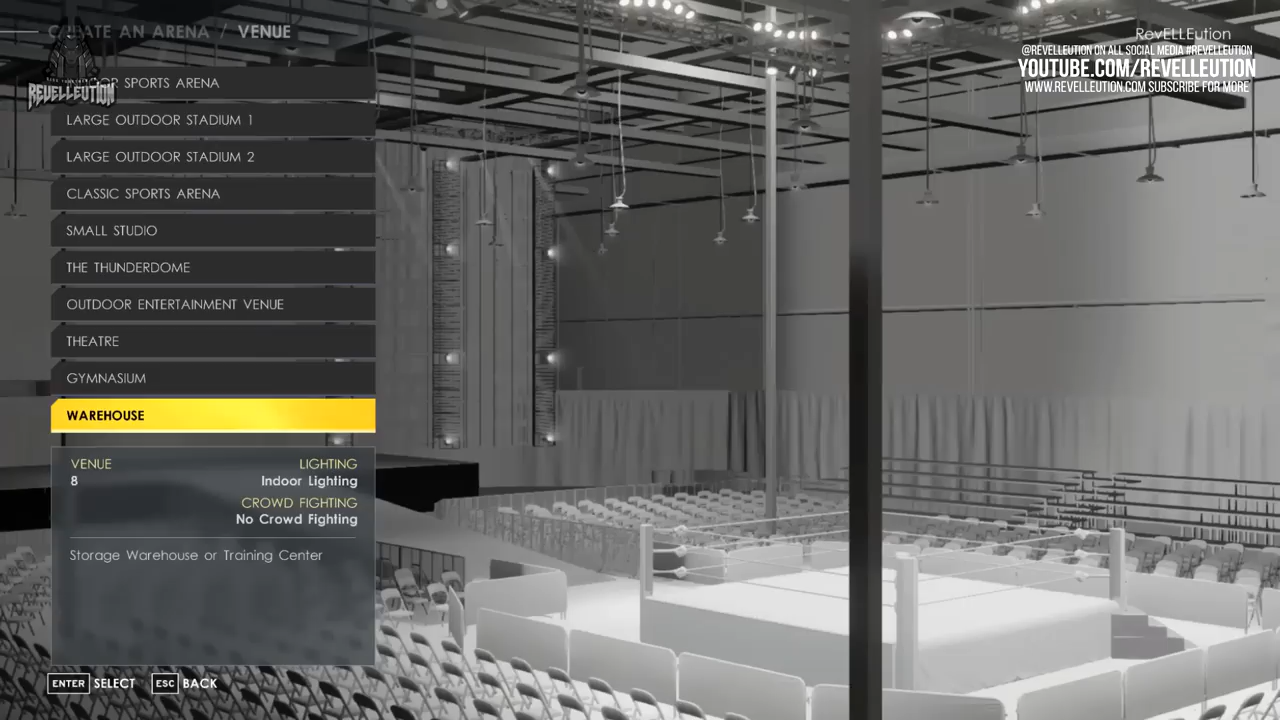 CREATE AN ARENA / VENUE
SPORTS ARENA
LARGE OUTDOOR STADIUM 1
LARGE OUTDOOR STADIUM 2
CLASSIC SPORTS ARENA
SMALL STUDIO
THE THUNDERDOME
OUTDOOR ENTERTAINMENT VENUE
THEATRE
GYMNASIUM
WAREHOUSE
VENUE
8
LIGHTING
Indoor Lighting
CROWD FIGHTING
No Crowd Fighting
Storage Warehouse or Training Center
ENTER SELECT ESC BACK
REVELLEUTION
RevELLEution
@REVELLEUTION ON ALL SOCIAL MEDIA #REVELLEUTION
YOUTUBE.COM/REVELLEUTION
WWW.REVELLEUTION.COM SUBSCRIBE FOR MORE